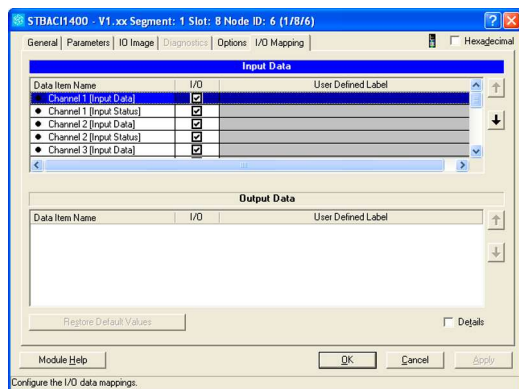 STBACI1400 - V1.xx Segment: 1 Slot: 8 Node ID: 6 (1/8/6)
General Parameters IO Image Diagnostics Options I/O Mapping Hexadecimal
Input Data
Data Item Name I/O User Defined Label
Channel 1 [Input Data]
Channel 1 [Input Status]
Channel 2 [Input Data]
Channel 2 [Input Status]
Channel 3 [Input Data]
Output Data
Data Item Name I/O User Defined Label
Restore Default Values Details
Module Help OK Cancel Apply
Configure the I/O data mappings.